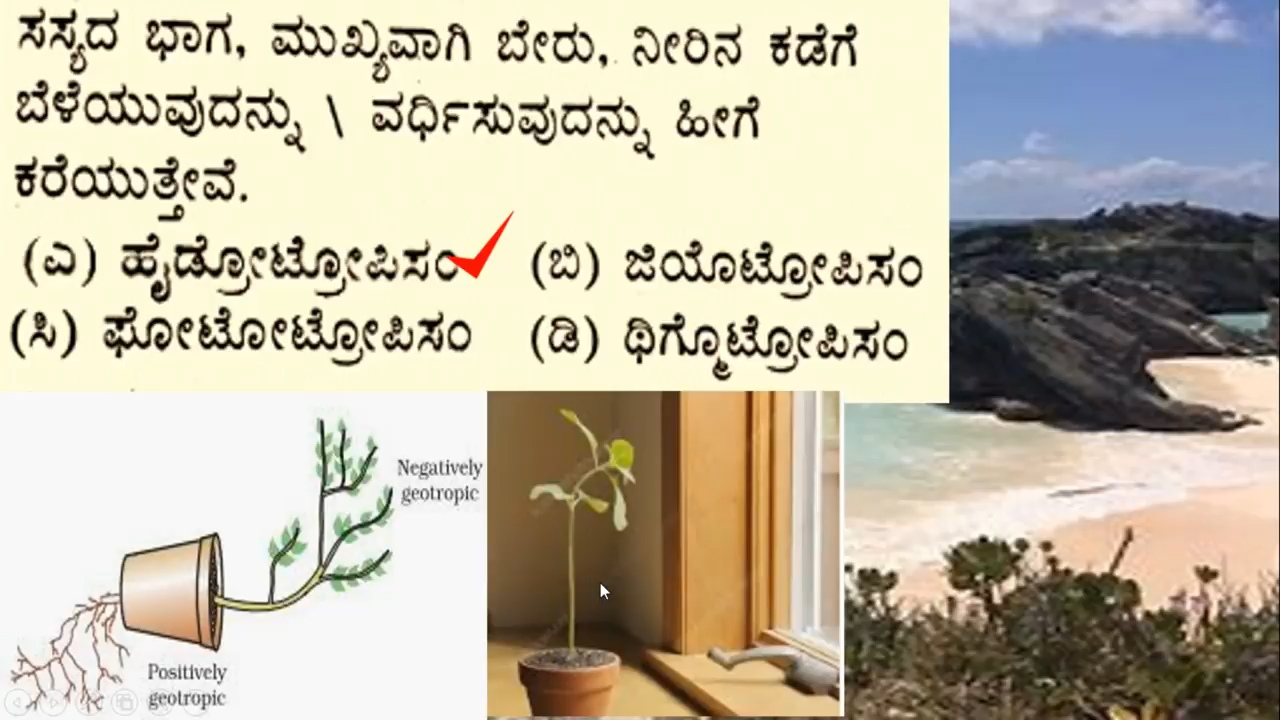 ಸಸ್ಯದ ಭಾಗ, ಮುಖ್ಯವಾಗಿ ಬೇರು, ನೀರಿನ ಕಡೆಗೆ
ಬೆಳೆಯುವುದನ್ನು \ ವರ್ಧಿಸುವುದನ್ನು ಹೀಗೆ
ಕರೆಯುತ್ತೇವೆ.
(ಎ) ಹೈಡ್ರೋಟ್ರೋಪಿಸಂ (ಬಿ) ಜಿಯೊಟ್ರೋಪಿಸಂ
(ಸಿ) ಫೋಟೋಟ್ರೋಪಿಸಂ (ಡಿ) ಥಿಗ್ಮೊಟ್ರೋಪಿಸಂ
Negatively
geotropic
Positively
geotropic